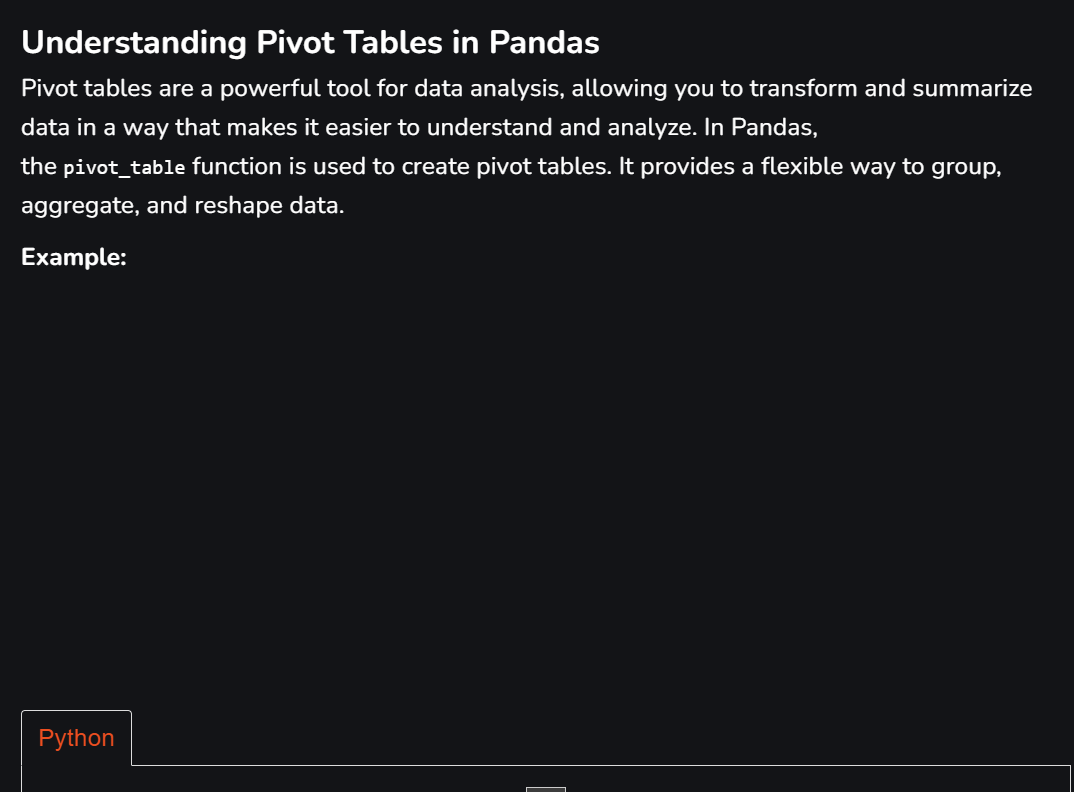 Understanding Pivot Tables in Pandas
Pivot tables are a powerful tool for data analysis, allowing you to transform and summarize
data in a way that makes it easier to understand and analyze. In Pandas,
the pivot_table function is used to create pivot tables. It provides a flexible way to group,
aggregate, and reshape data.
Example:
Python